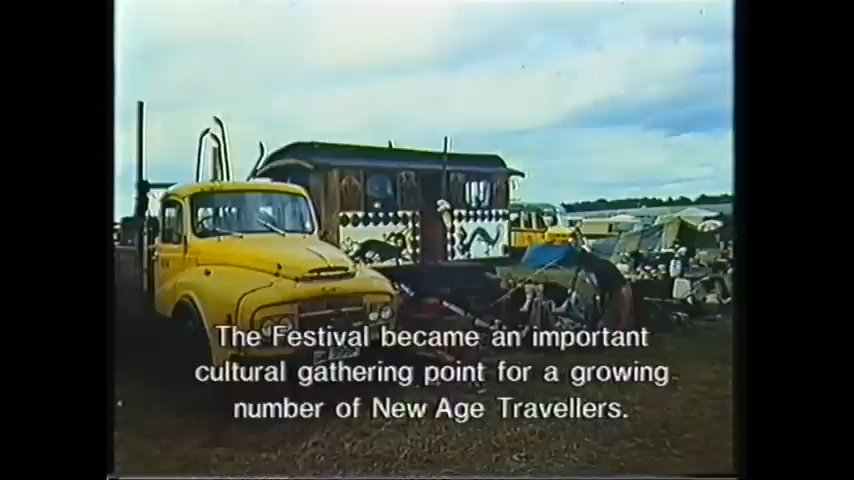 The Festival became an important
cultural gathering point for a growing
number of New Age Travellers.